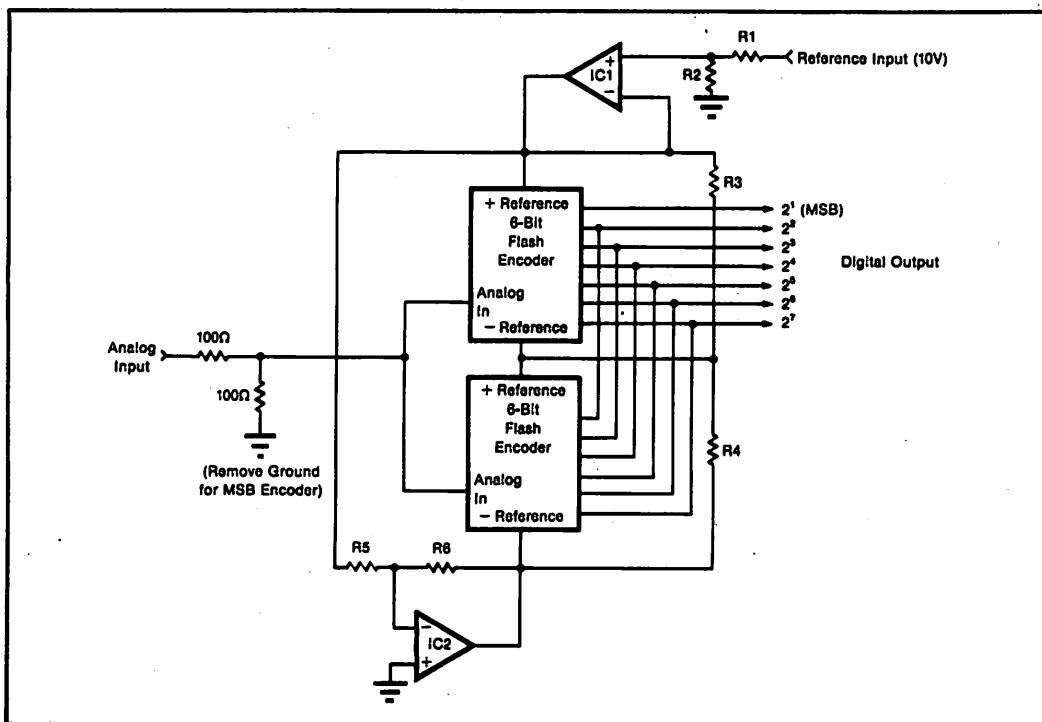 R1
Reference Input (10V)
R2
+
IC1
−
R3
+ Reference
6-Bit
Flash
Encoder
Analog
In
− Reference
2¹ (MSB)
2²
2³
2⁴
2⁵
2⁶
2⁷
Digital Output
Analog
Input
100Ω
100Ω
(Remove Ground
for MSB Encoder)
+ Reference
6-Bit
Flash
Encoder
Analog
In
− Reference
R4
R5
R6
−
IC2
+